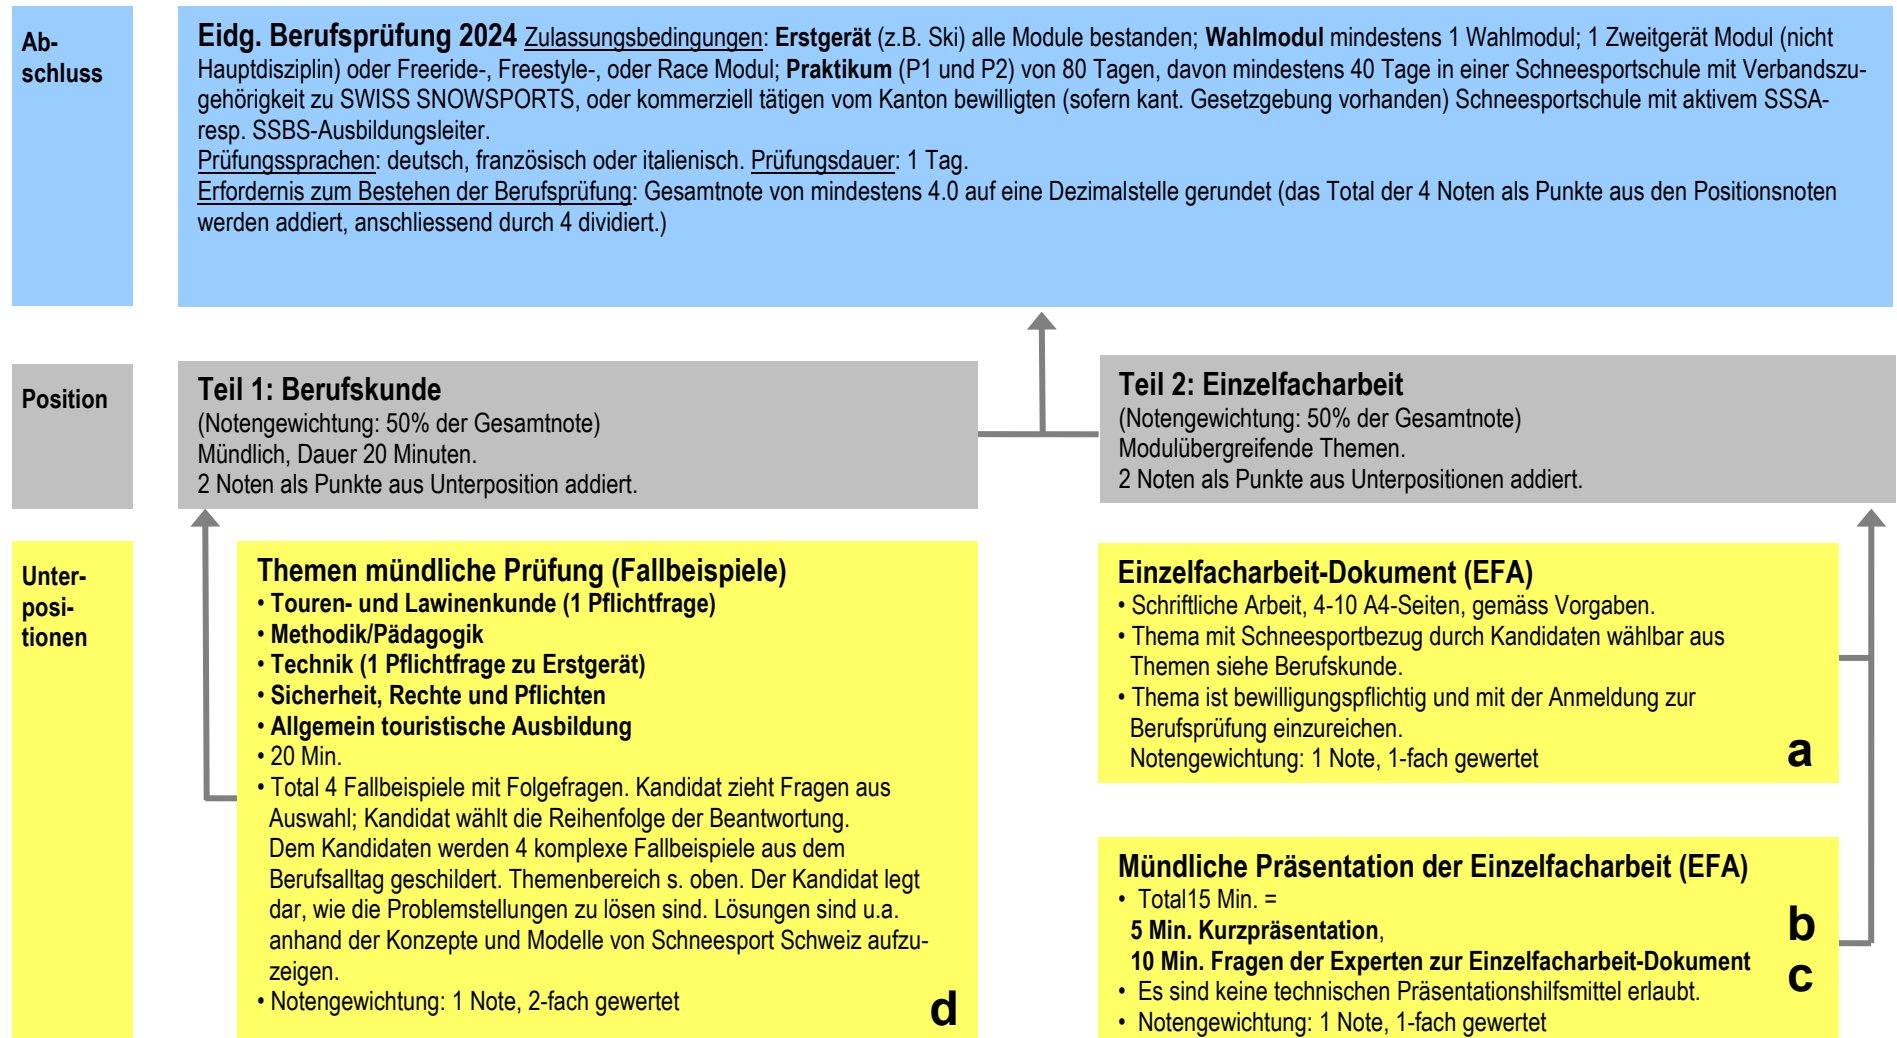 Ab-
schluss
Eidg. Berufsprüfung 2024 Zulassungsbedingungen: Erstgerät (z.B. Ski) alle Module bestanden; Wahlmodul mindestens 1 Wahlmodul; 1 Zweitgerät Modul (nicht
Hauptdisziplin) oder Freeride-, Freestyle-, oder Race Modul; Praktikum (P1 und P2) von 80 Tagen, davon mindestens 40 Tage in einer Schneesportschule mit Verbandszu-
gehörigkeit zu SWISS SNOWSPORTS, oder kommerziell tätigen vom Kanton bewilligten (sofern kant. Gesetzgebung vorhanden) Schneesportschule mit aktivem SSSA-
resp. SSBS-Ausbildungsleiter.
Prüfungssprachen: deutsch, französisch oder italienisch. Prüfungsdauer: 1 Tag.
Erfordernis zum Bestehen der Berufsprüfung: Gesamtnote von mindestens 4.0 auf eine Dezimalstelle gerundet (das Total der 4 Noten als Punkte aus den Positionsnoten
werden addiert, anschliessend durch 4 dividiert.)
Position
Teil 1: Berufskunde
(Notengewichtung: 50% der Gesamtnote)
Mündlich, Dauer 20 Minuten.
2 Noten als Punkte aus Unterposition addiert.
Teil 2: Einzelfacharbeit
(Notengewichtung: 50% der Gesamtnote)
Modulübergreifende Themen.
2 Noten als Punkte aus Unterpositionen addiert.
Unter-
posi-
tionen
Themen mündliche Prüfung (Fallbeispiele)
• Touren- und Lawinenkunde (1 Pflichtfrage)
• Methodik/Pädagogik
• Technik (1 Pflichtfrage zu Erstgerät)
• Sicherheit, Rechte und Pflichten
• Allgemein touristische Ausbildung
• 20 Min.
• Total 4 Fallbeispiele mit Folgefragen. Kandidat zieht Fragen aus
Auswahl; Kandidat wählt die Reihenfolge der Beantwortung.
Dem Kandidaten werden 4 komplexe Fallbeispiele aus dem
Berufsalltag geschildert. Themenbereich s. oben. Der Kandidat legt
dar, wie die Problemstellungen zu lösen sind. Lösungen sind u.a.
anhand der Konzepte und Modelle von Schneesport Schweiz aufzu-
zeigen.
• Notengewichtung: 1 Note, 2-fach gewertet
d
Einzelfacharbeit-Dokument (EFA)
• Schriftliche Arbeit, 4-10 A4-Seiten, gemäss Vorgaben.
• Thema mit Schneesportbezug durch Kandidaten wählbar aus
Themen siehe Berufskunde.
• Thema ist bewilligungspflichtig und mit der Anmeldung zur
Berufsprüfung einzureichen.
Notengewichtung: 1 Note, 1-fach gewertet
a
Mündliche Präsentation der Einzelfacharbeit (EFA)
• Total15 Min. =
5 Min. Kurzpräsentation,
b
10 Min. Fragen der Experten zur Einzelfacharbeit-Dokument
c
• Es sind keine technischen Präsentationshilfsmittel erlaubt.
• Notengewichtung: 1 Note, 1-fach gewertet